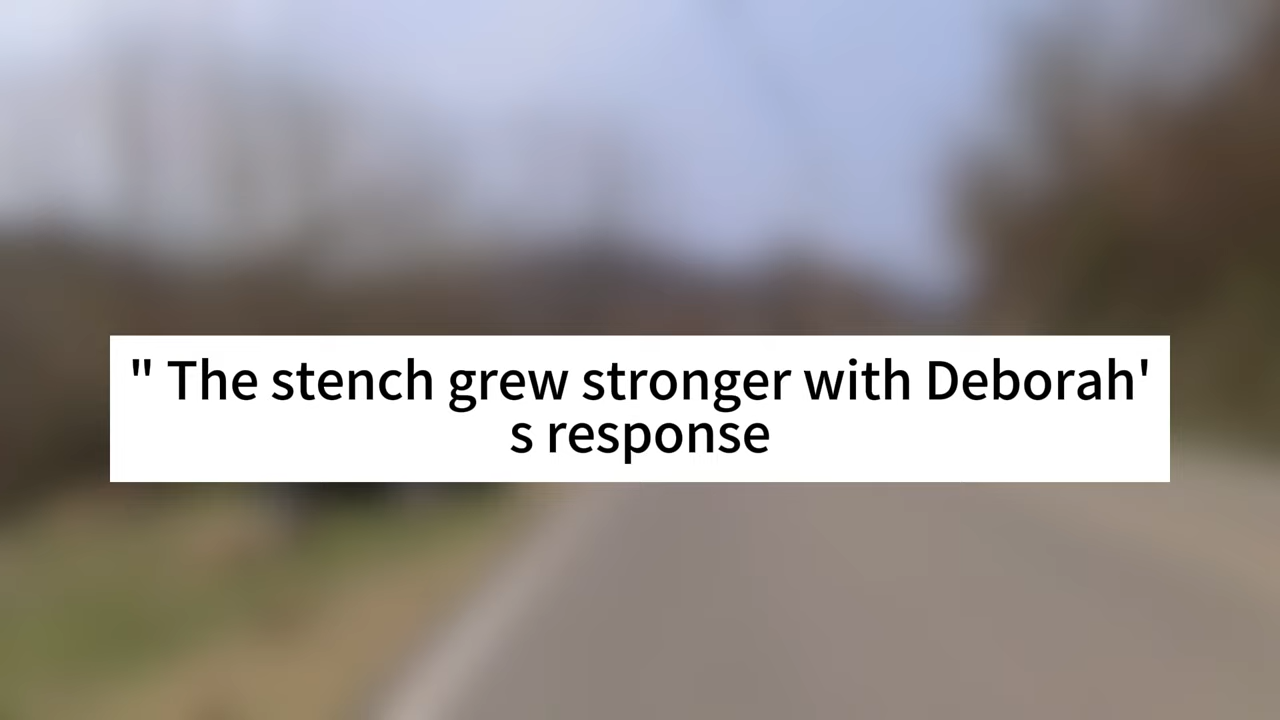 " The stench grew stronger with Deborah'
s response